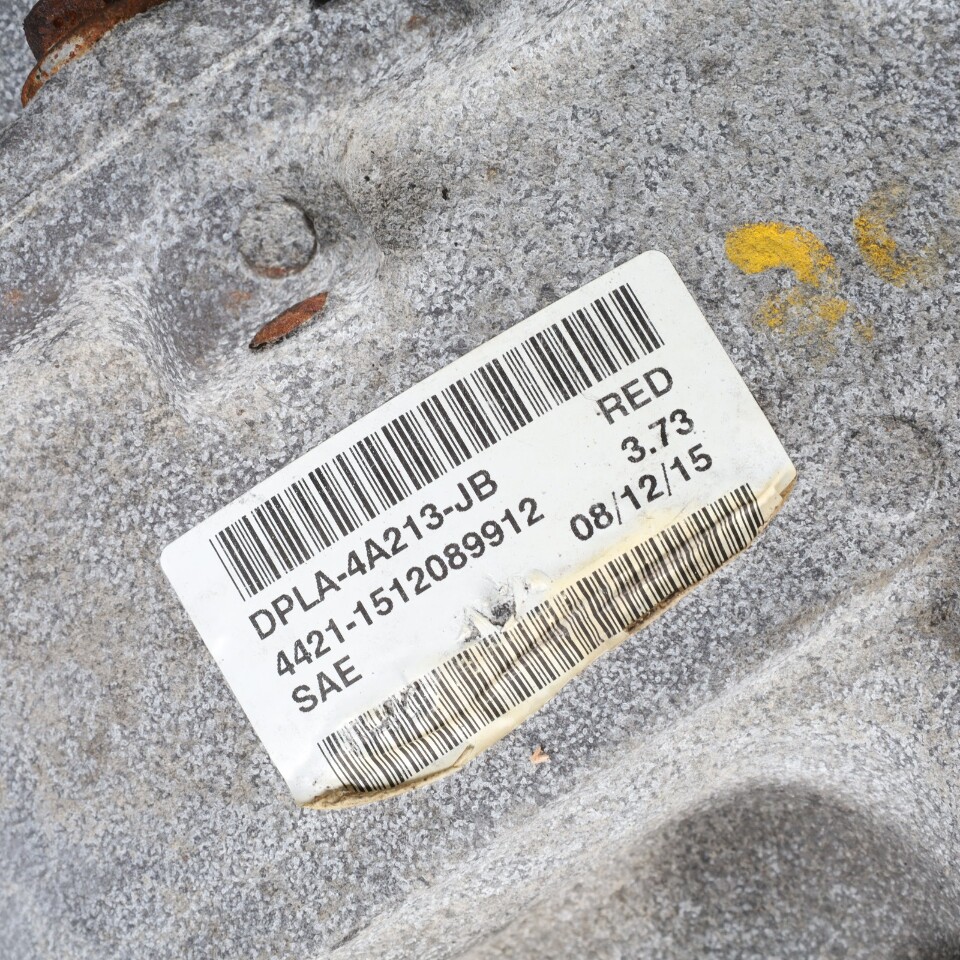 DPLA-4A213-JB RED
4421-1512089912 3.73
SAE 08/12/15